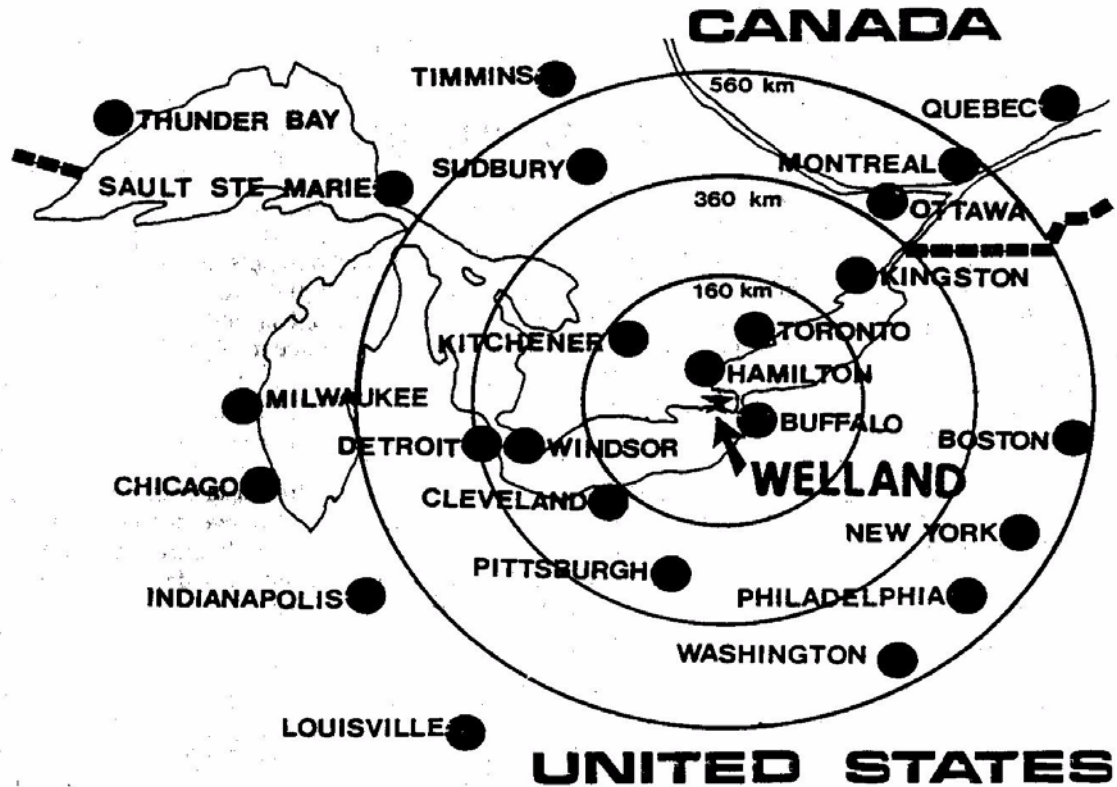 CANADA
TIMMINS
560 km
QUEBEC
THUNDER BAY
SUDBURY
MONTREAL
SAULT STE MARIE
360 km
OTTAWA
KINGSTON
160 km
TORONTO
KITCHENER
HAMILTON
MILWAUKEE
BUFFALO
DETROIT
WINDSOR
BOSTON
CHICAGO
WELLAND
CLEVELAND
NEW YORK
PITTSBURGH
INDIANAPOLIS
PHILADELPHIA
WASHINGTON
LOUISVILLE
UNITED STATES